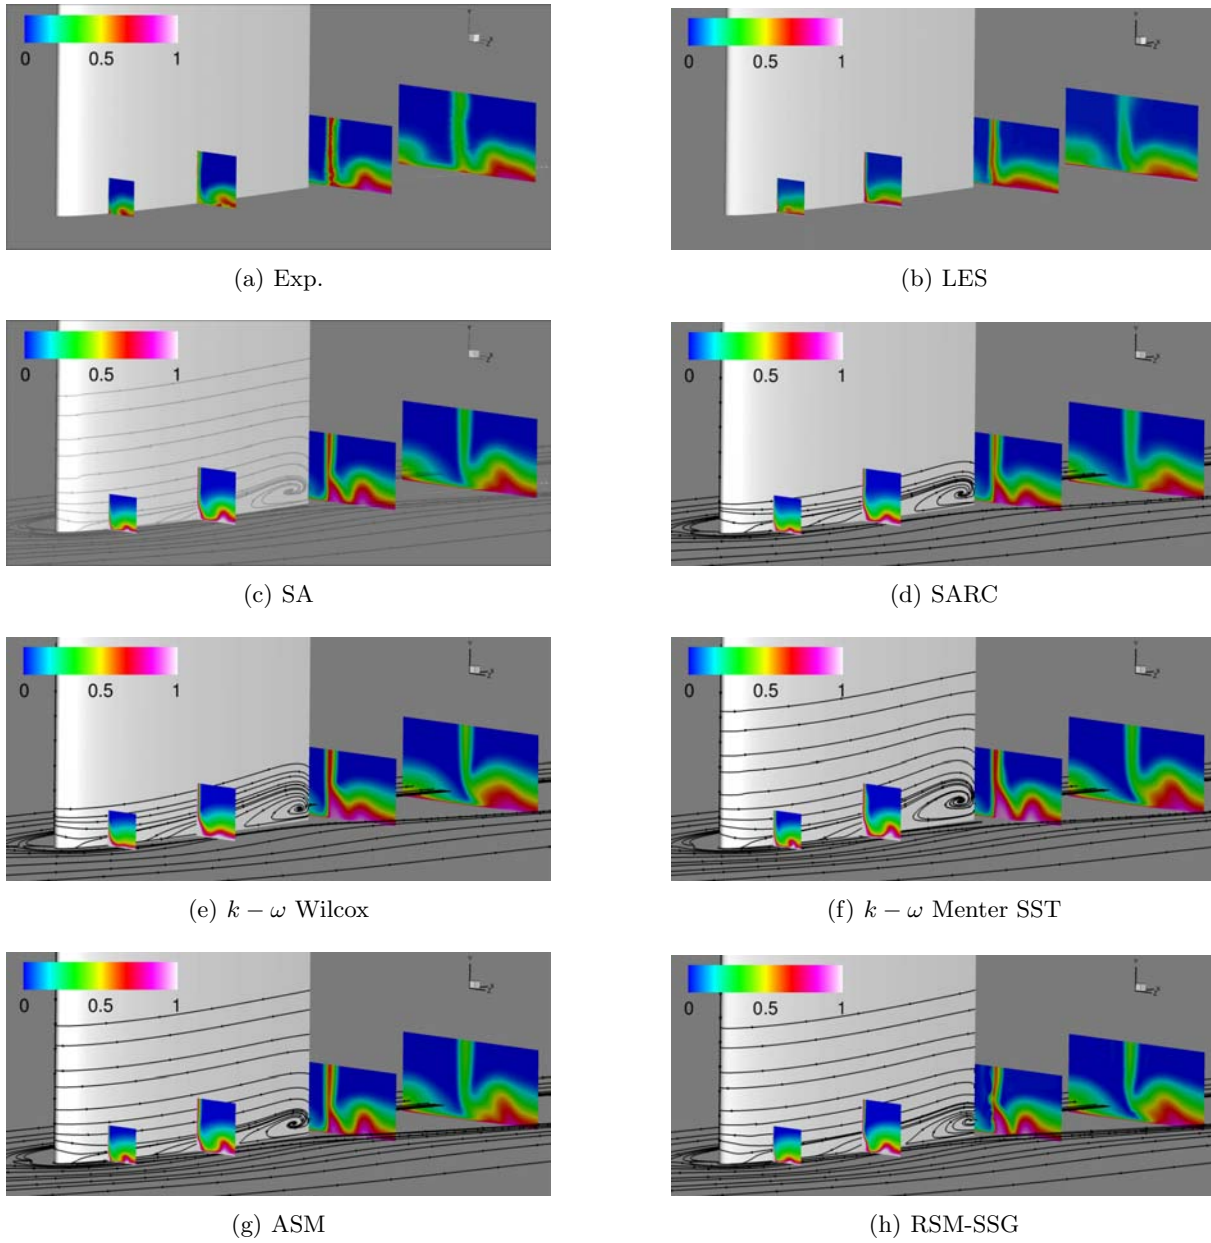 0 0.5 1
0 0.5 1
(a) Exp.
(b) LES
0 0.5 1
0 0.5 1
(c) SA
(d) SARC
0 0.5 1
0 0.5 1
(e) k − ω Wilcox
(f) k − ω Menter SST
0 0.5 1
0 0.5 1
(g) ASM
(h) RSM-SSG